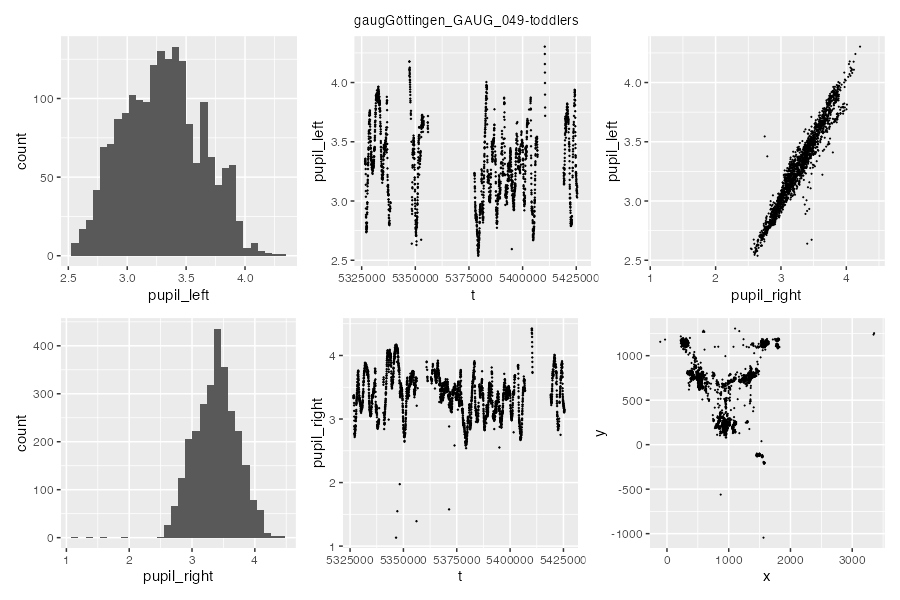 gaugGöttingen_GAUG_049-toddlers
count
100
50
0
2.5 3.0 3.5 4.0
pupil_left
pupil_left
4.0
3.5
3.0
2.5
5325000 5350000 5375000 5400000 5425000
t
pupil_left
4.0
3.5
3.0
2.5
1 2 3 4
pupil_right
count
400
300
200
100
0
1 2 3 4
pupil_right
pupil_right
4
3
2
1
5325000 5350000 5375000 5400000 5425000
t
y
1000
500
0
-500
-1000
0 1000 2000 3000
x